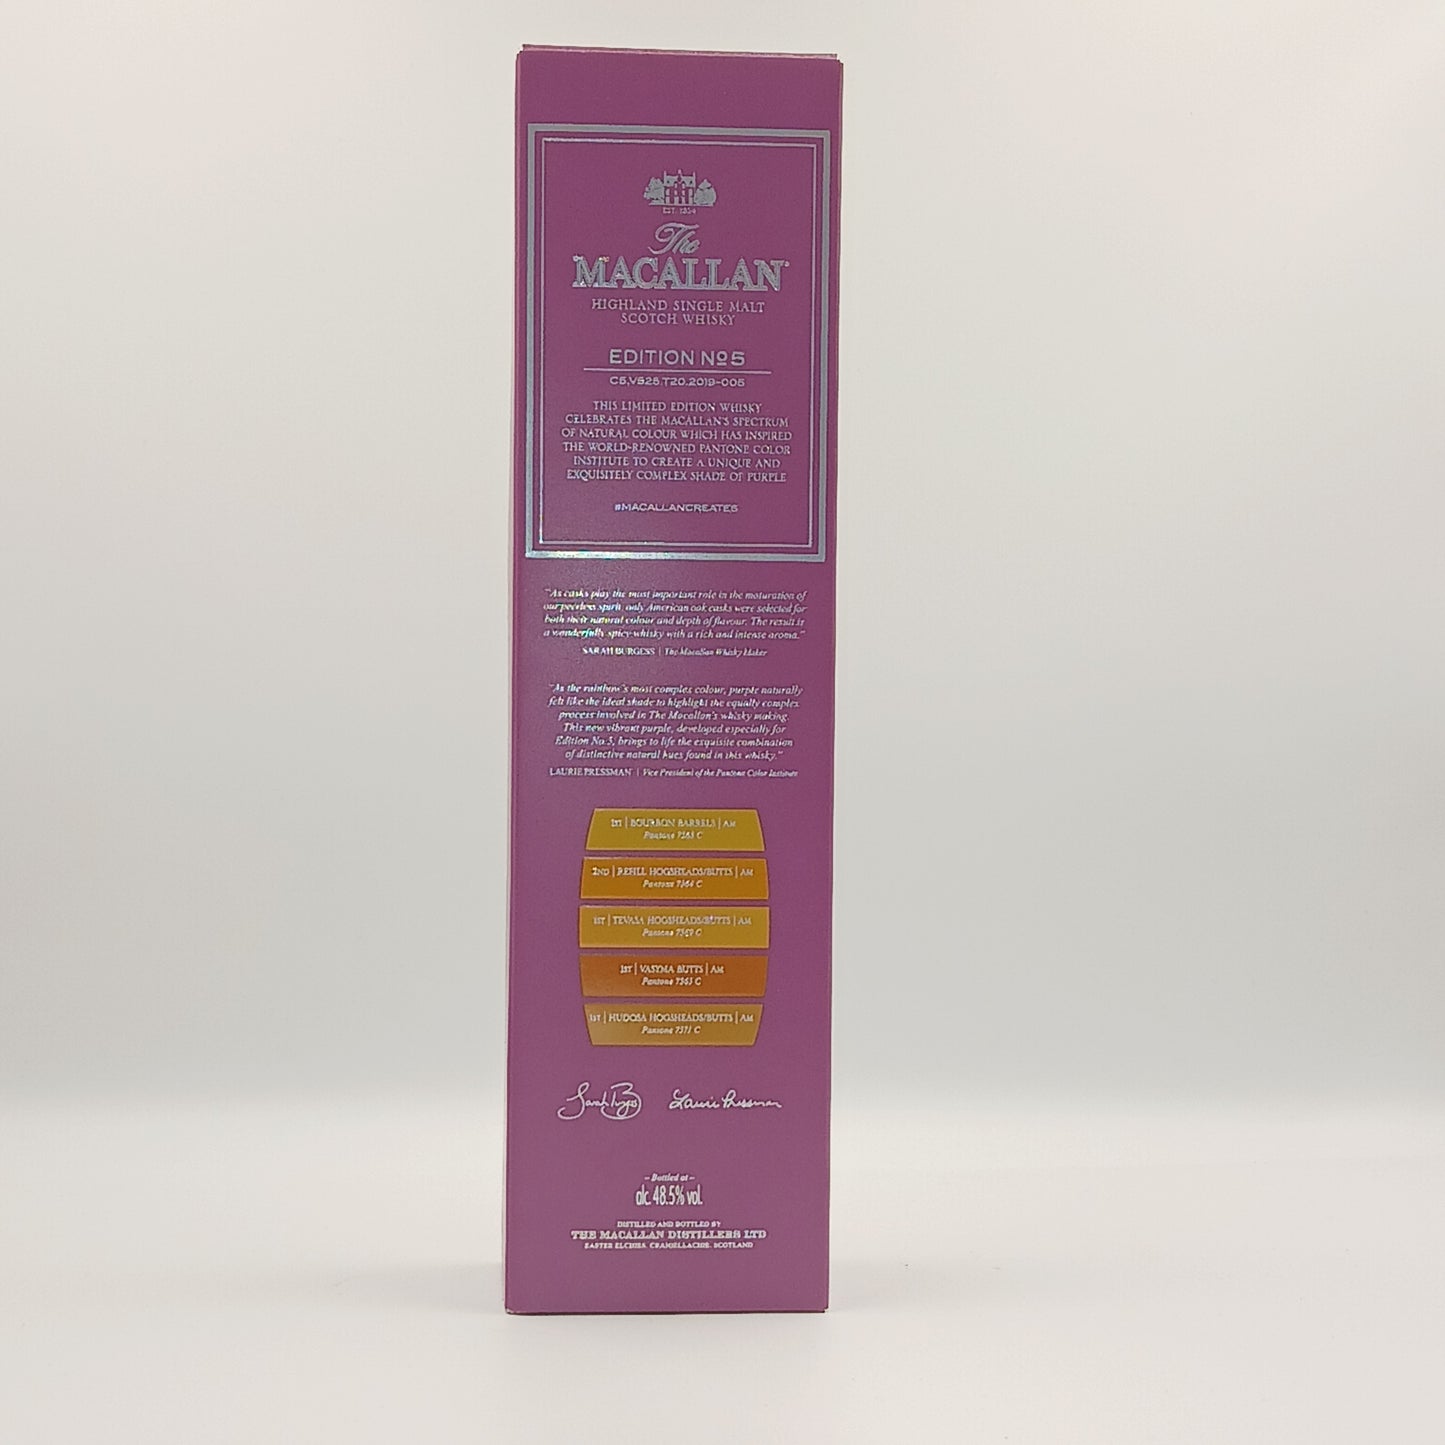 EST. 1824
The
MACALLAN
HIGHLAND SINGLE MALT
SCOTCH WHISKY
EDITION Nº5
C5.V525.T20.2019-005
THIS LIMITED EDITION WHISKY
CELEBRATES THE MACALLAN'S SPECTRUM
OF NATURAL COLOUR WHICH HAS INSPIRED
THE WORLD-RENOWNED PANTONE COLOR
INSTITUTE TO CREATE A UNIQUE AND
EXQUISITELY COMPLEX SHADE OF PURPLE
#MACALLANCREATES
"As casks play the most important role in the maturation of
our peerless spirit, only American oak casks were selected for
both their natural colour and depth of flavour. The result is
a wonderfully spicy whisky with a rich and intense aroma."
SARAH BURGESS | The Macallan Whisky Maker
"As the rainbow's most complex colour, purple naturally
felt like the ideal shade to highlight the equally complex
process involved in The Macallan's whisky making.
This new vibrant purple, developed especially for
Edition No.5, brings to life the exquisite combination
of distinctive natural hues found in this whisky."
LAURIE PRESSMAN | Vice President of the Pantone Color Institute
1ST | BOURBON BARRELS | AM
Pantone C
2ND | REFILL HOGSHEADS/BUTTS | AM
Pantone C
1ST | TEVASA HOGSHEADS/BUTTS | AM
Pantone C
1ST | VASYMA BUTTS | AM
Pantone C
1ST | HUDOSA HOGSHEADS/BUTTS | AM
Pantone 7571 C
Sarah Burgess Laurie Pressman
– Bottled at –
alc. 48.5% vol.
DISTILLED AND BOTTLED BY
THE MACALLAN DISTILLERS LTD
EASTER ELCHIES, CRAIGELLACHIE, SCOTLAND